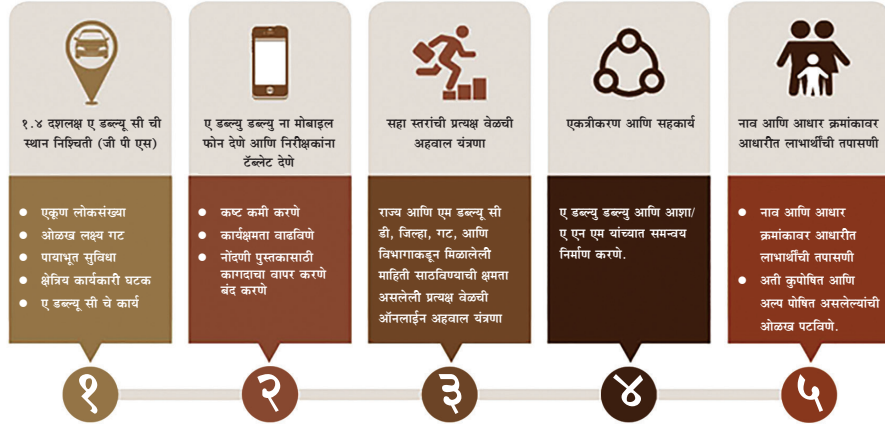 १.४ दशलक्ष ए डब्ल्यू सी ची
स्थान निश्चिती (जी पी एस)
ए डब्ल्यु डब्ल्यु ना मोबाइल
फोन देणे आणि निरीक्षकांना
टॅब्लेट देणे
सहा स्तरांची प्रत्यक्ष वेळची
अहवाल यंत्रणा
एकत्रीकरण आणि सहकार्य
नाव आणि आधार क्रमांकावर
आधारीत लाभार्थींची तपासणी
• एकूण लोकसंख्या
• ओळख लक्ष्य गट
• पायाभूत सुविधा
• क्षेत्रिय कार्यकारी घटक
• ए डब्ल्यू सी चे कार्य
• कष्ट कमी करणे
• कार्यक्षमता वाढविणे
• नोंदणी पुस्तकासाठी
कागदाचा वापर करणे
बंद करणे
राज्य आणि एम डब्ल्यू सी
डी, जिल्हा, गट, आणि
विभागाकडून मिळालेली
माहिती साठविण्याची क्षमता
असलेली प्रत्यक्ष वेळची
ऑनलाईन अहवाल यंत्रणा
ए डब्ल्यु डब्ल्यु आणि आशा/
ए एन एम यांच्यात समन्वय
निर्माण करणे.
• नाव आणि आधार
क्रमांकावर आधारीत
लाभार्थींची तपासणी
• अती कुपोषित आणि
अल्प पोषित असलेल्यांची
ओळख पटविणे.
१
२
३
४
५